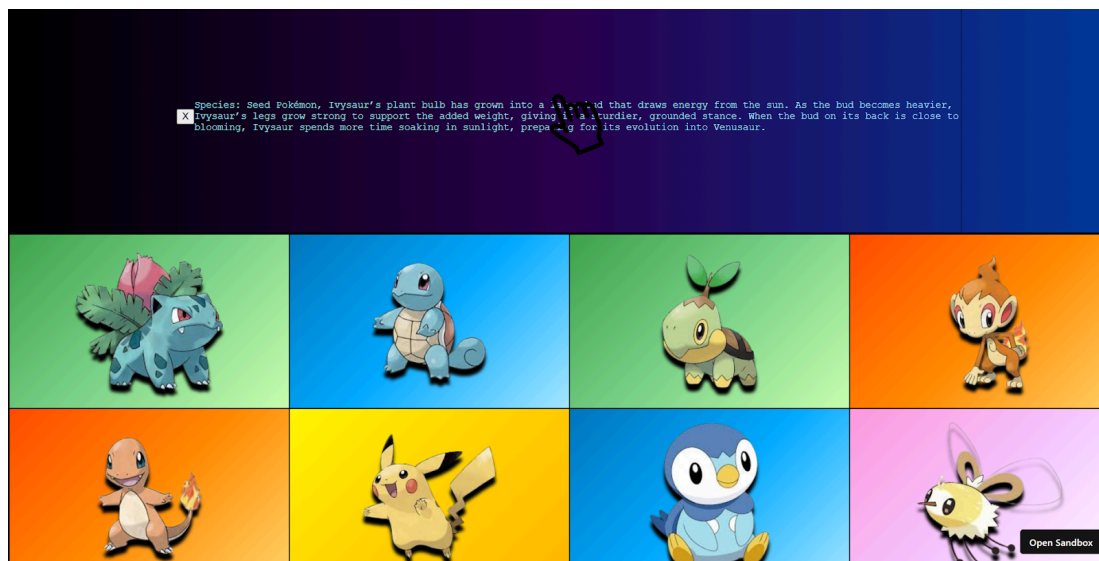 Species: Seed Pokémon, Ivysaur's plant bulb has grown into a that draws energy from the sun. As the bud becomes heavier,
X
Ivysaur's legs grow strong to support the added weight, giving sturdier, grounded stance. When the bud on its back is close to
blooming, Ivysaur spends more time soaking in sunlight, preparing for its evolution into Venusaur.
Open Sandbox